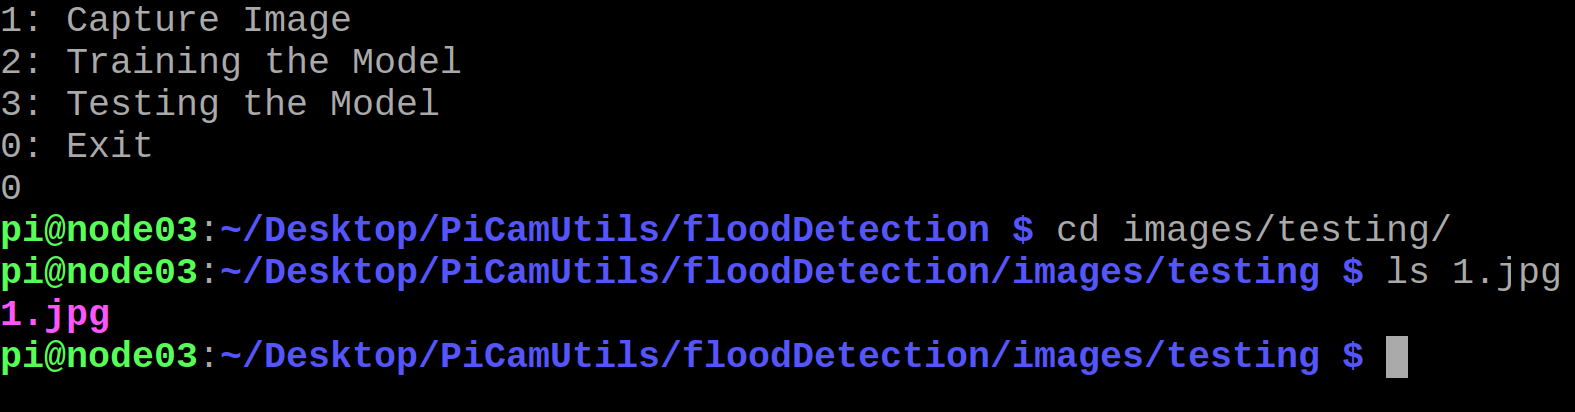 1: Capture Image
2: Training the Model
3: Testing the Model
0: Exit
0
pi@node03:~/Desktop/PiCamUtils/floodDetection $ cd images/testing/
pi@node03:~/Desktop/PiCamUtils/floodDetection/images/testing $ ls 1.jpg
1.jpg
pi@node03:~/Desktop/PiCamUtils/floodDetection/images/testing $